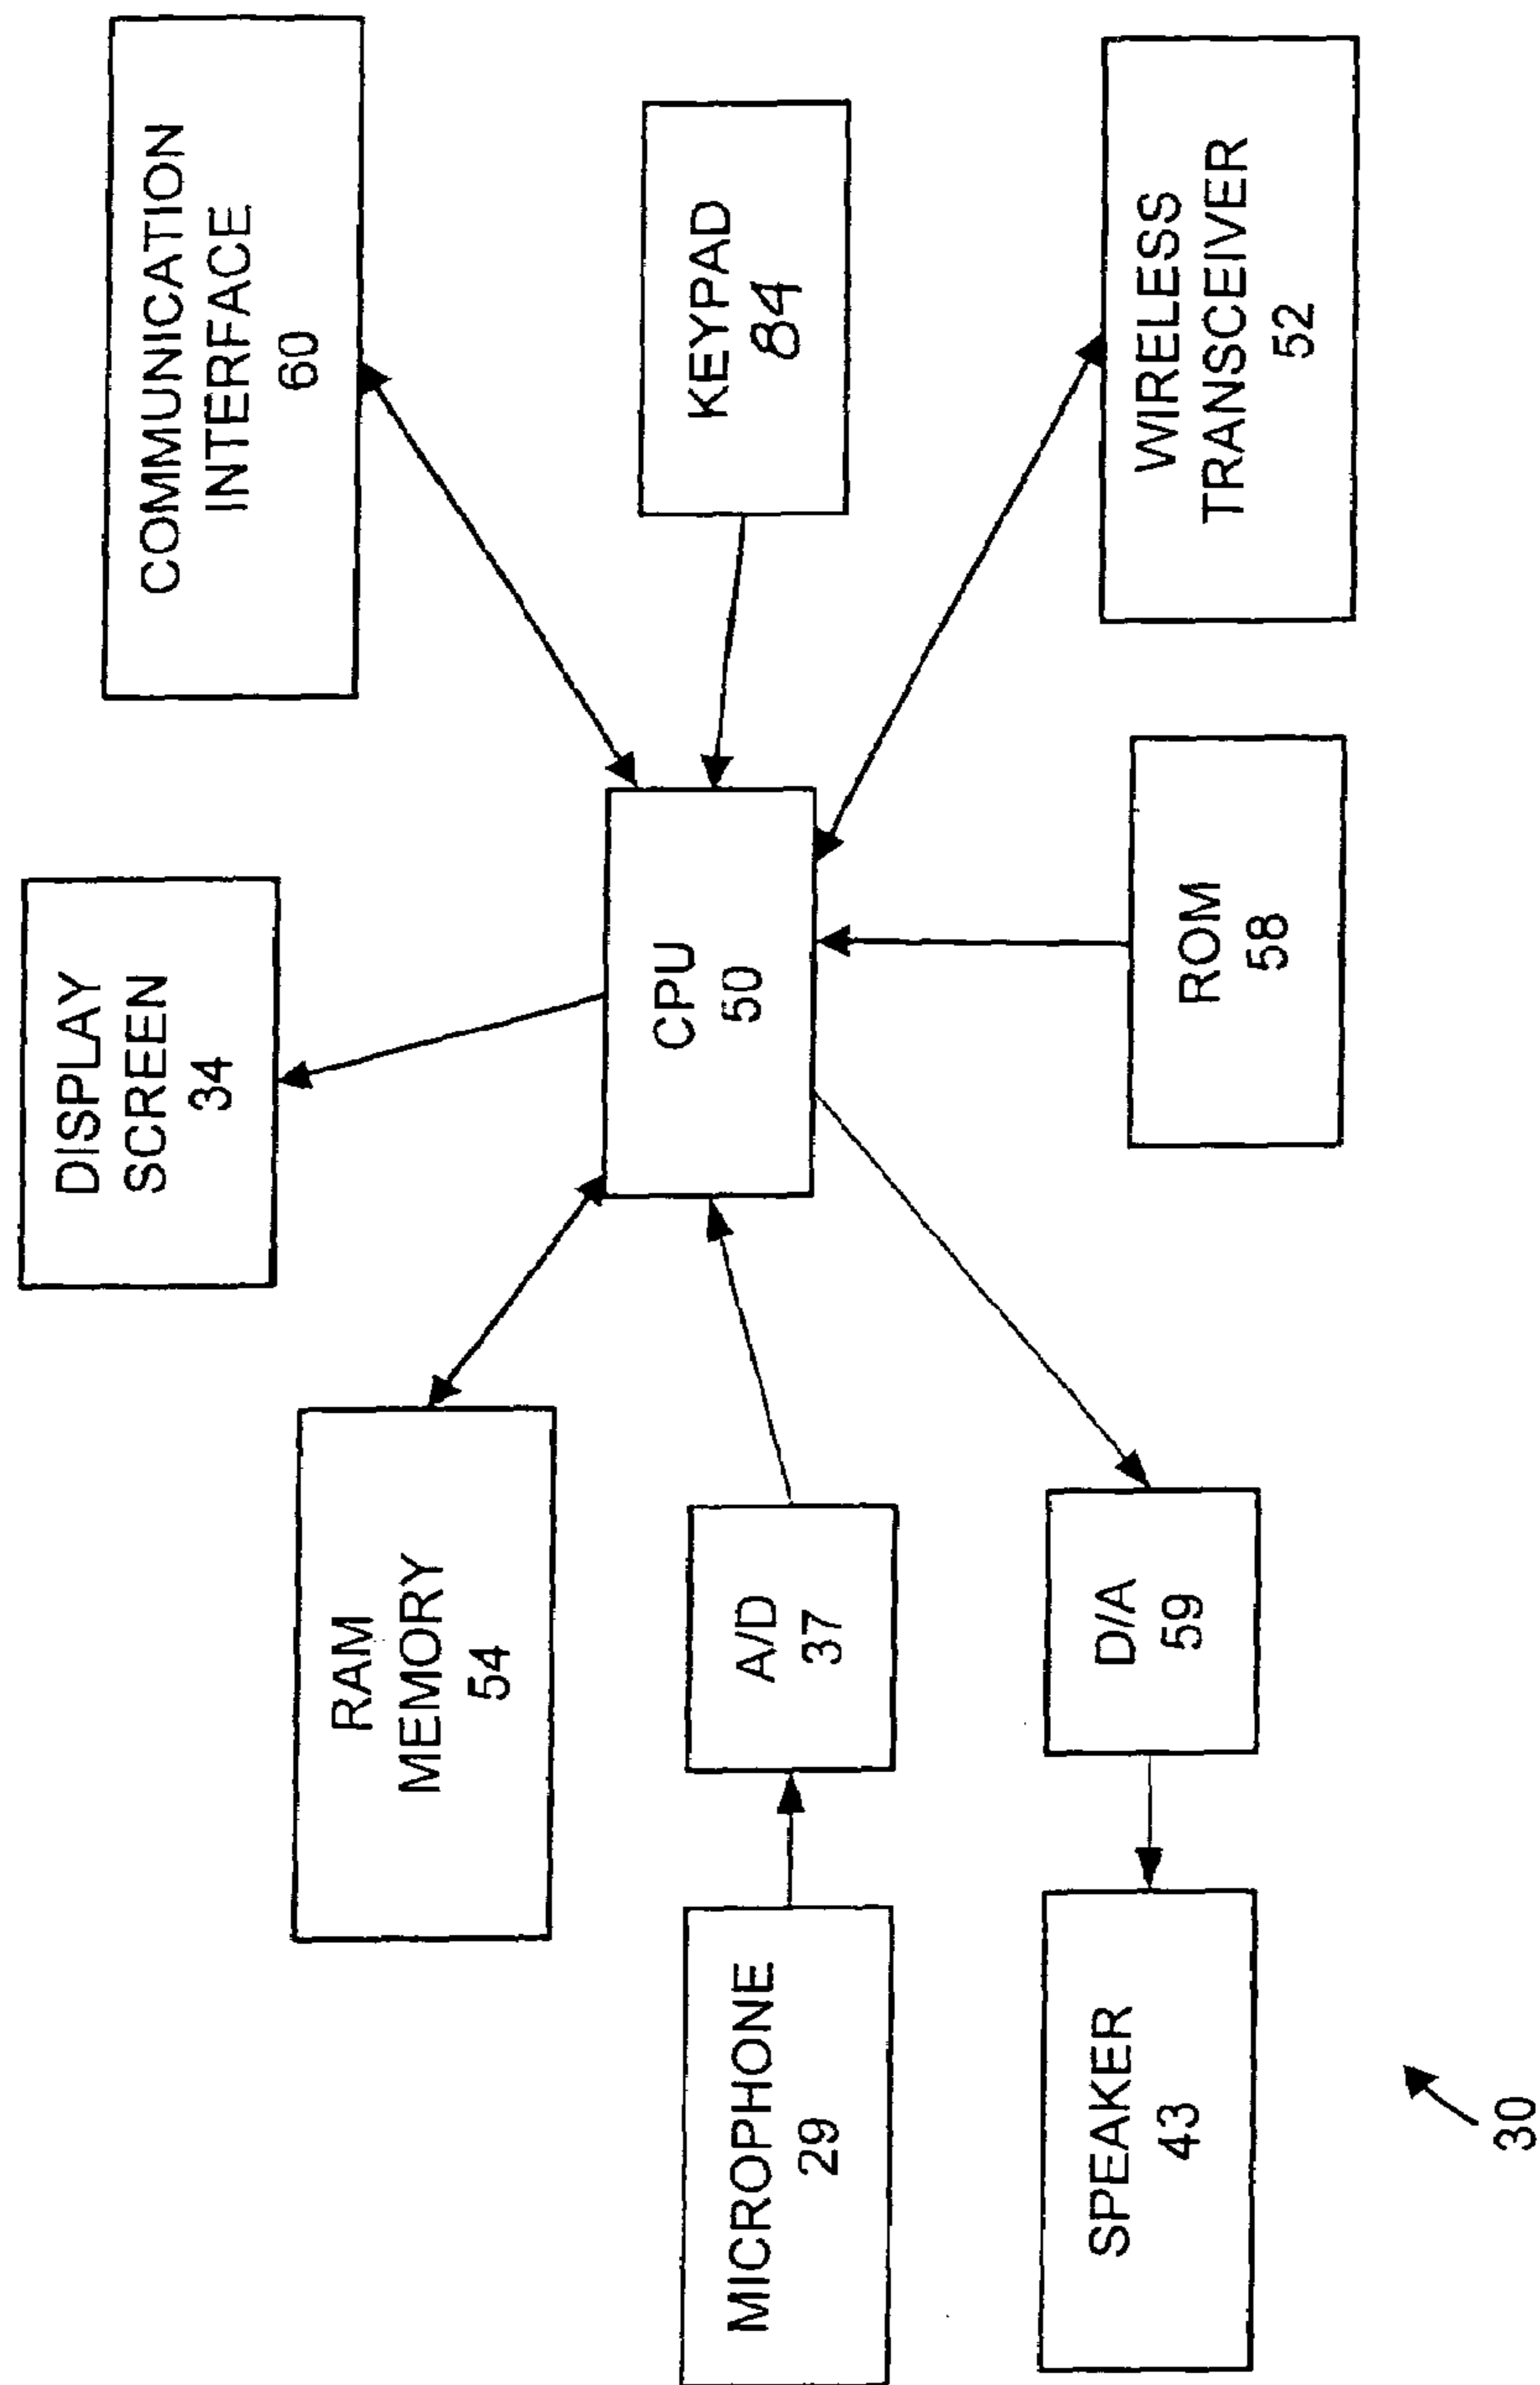 DISPLAY
SCREEN
34
COMMUNICATION
INTERFACE
60
RAM
MEMORY
54
CPU
50
KEYPAD
84
MICROPHONE
29
A/D
37
SPEAKER
43
D/A
59
ROM
58
WIRELESS
TRANSCEIVER
52
30